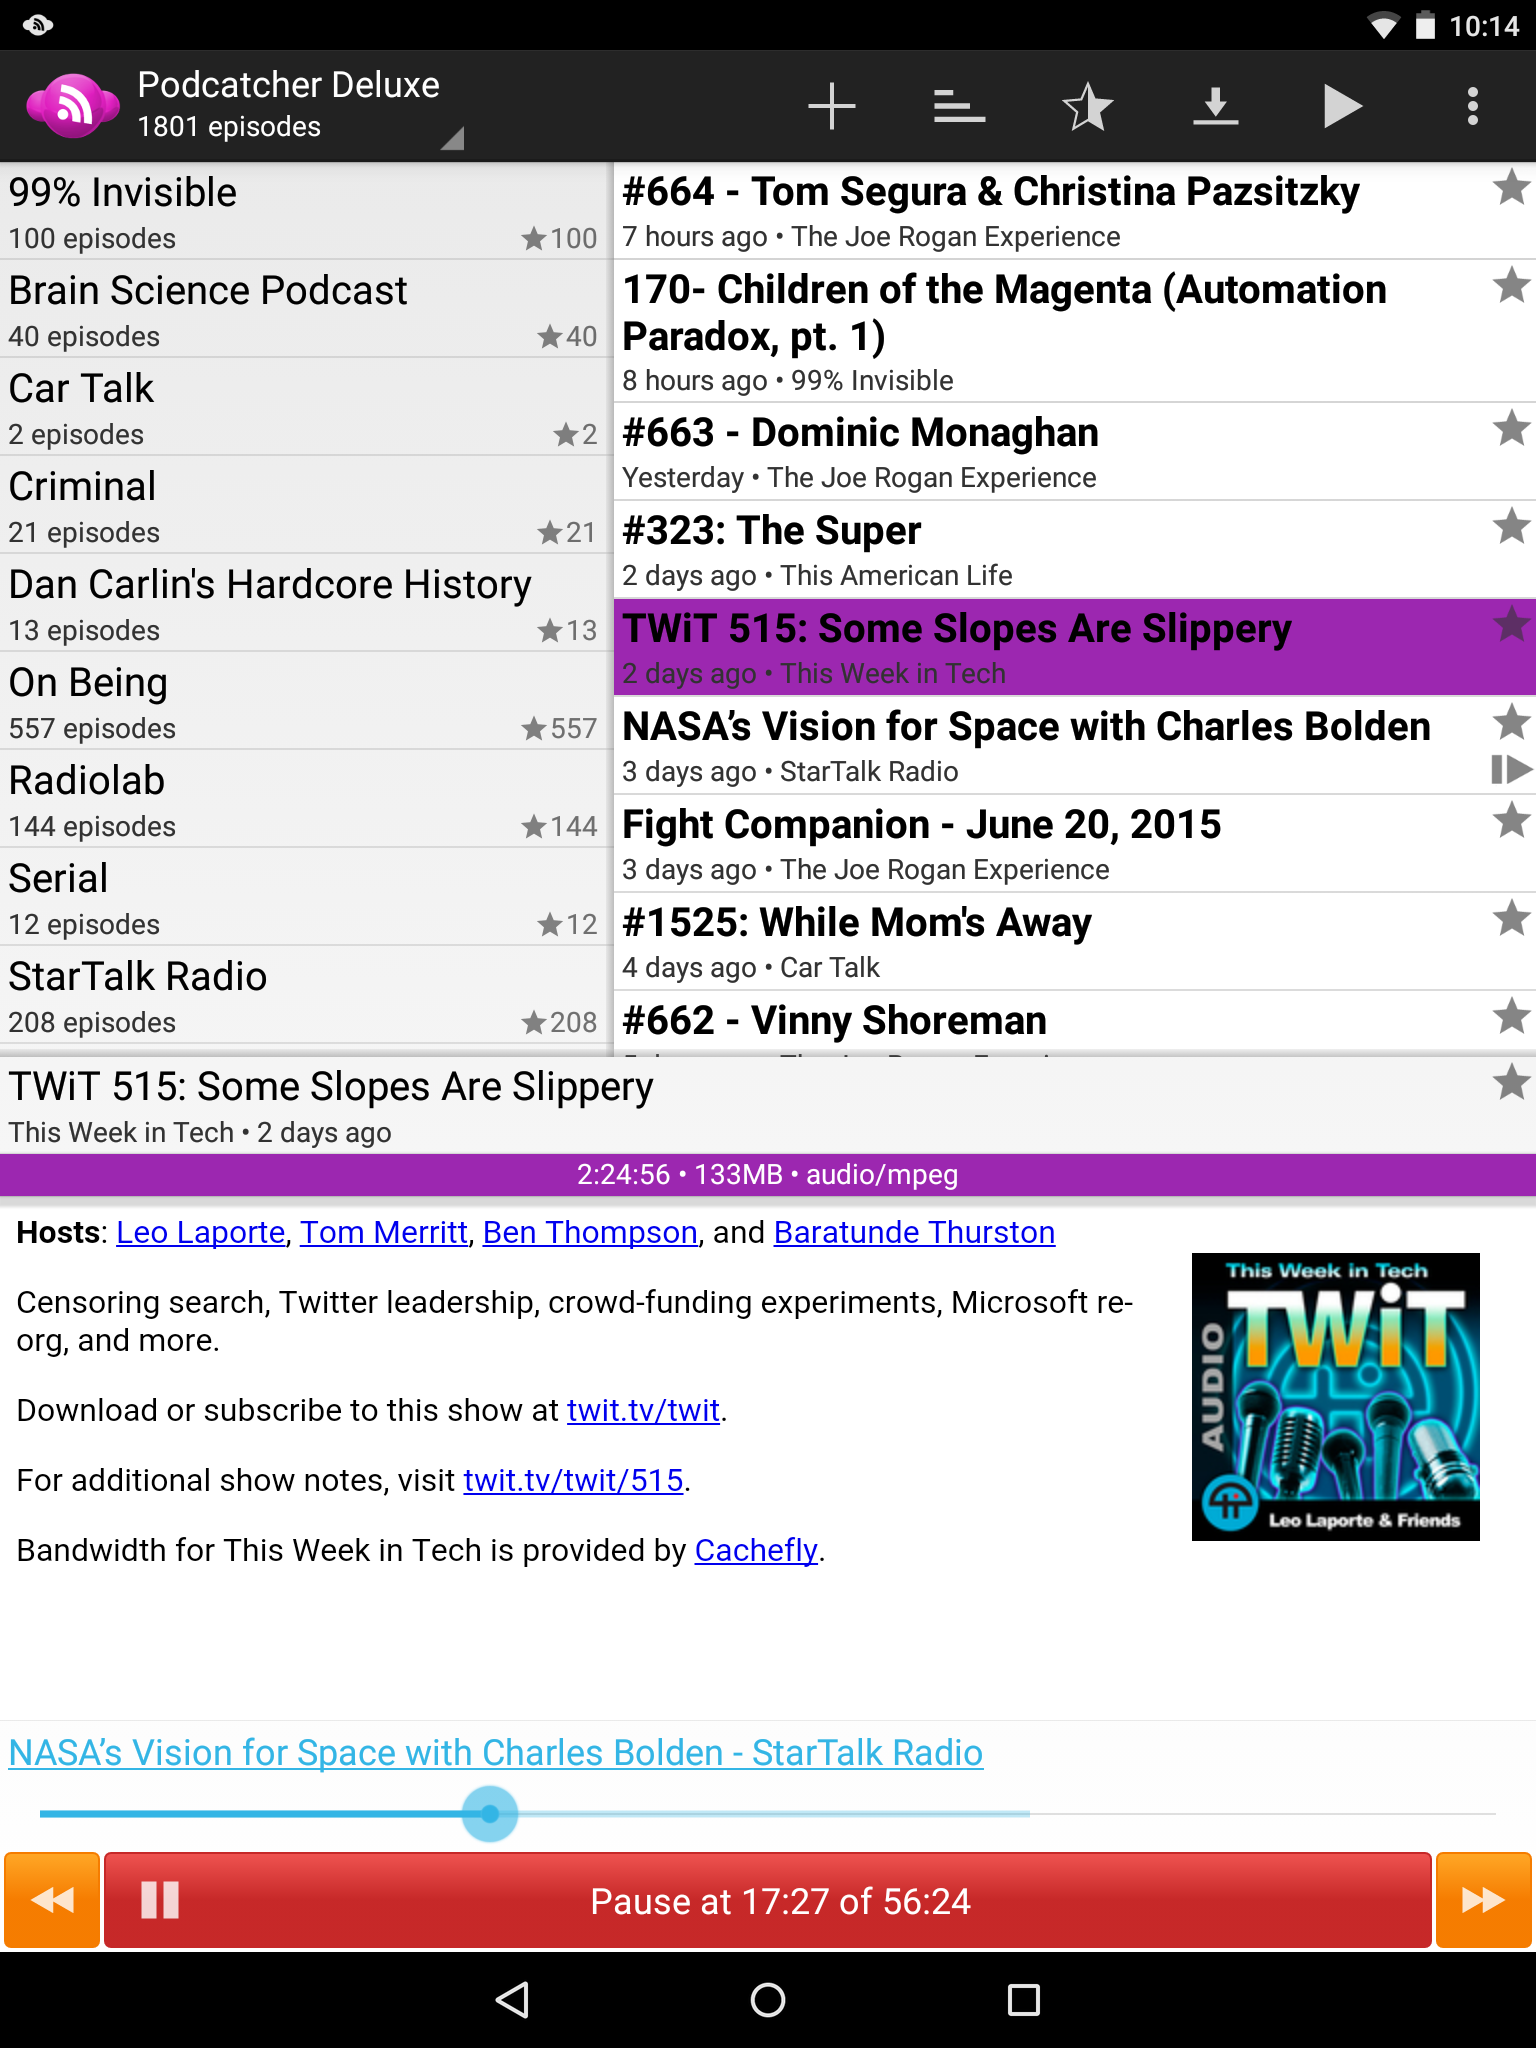 10:14
Podcatcher Deluxe
1801 episodes
99% Invisible
100 episodes
100
Brain Science Podcast
40 episodes
40
Car Talk
2 episodes
2
Criminal
21 episodes
21
Dan Carlin's Hardcore History
13 episodes
13
On Being
557 episodes
557
Radiolab
144 episodes
144
Serial
12 episodes
12
StarTalk Radio
208 episodes
208
#664 - Tom Segura & Christina Pazsitzky
7 hours ago • The Joe Rogan Experience
170- Children of the Magenta (Automation
Paradox, pt. 1)
8 hours ago • 99% Invisible
#663 - Dominic Monaghan
Yesterday • The Joe Rogan Experience
#323: The Super
2 days ago • This American Life
TWiT 515: Some Slopes Are Slippery
2 days ago • This Week in Tech
NASA’s Vision for Space with Charles Bolden
3 days ago • StarTalk Radio
Fight Companion - June 20, 2015
3 days ago • The Joe Rogan Experience
#1525: While Mom's Away
4 days ago • Car Talk
#662 - Vinny Shoreman
TWiT 515: Some Slopes Are Slippery
This Week in Tech • 2 days ago
2:24:56 • 133MB • audio/mpeg
Hosts: Leo Laporte, Tom Merritt, Ben Thompson, and Baratunde Thurston
Censoring search, Twitter leadership, crowd-funding experiments, Microsoft re-
org, and more.
Download or subscribe to this show at twit.tv/twit.
For additional show notes, visit twit.tv/twit/515.
Bandwidth for This Week in Tech is provided by Cachefly.
This Week in Tech
TWiT
AUDIO
Leo Laporte & Friends
NASA’s Vision for Space with Charles Bolden - StarTalk Radio
Pause at 17:27 of 56:24